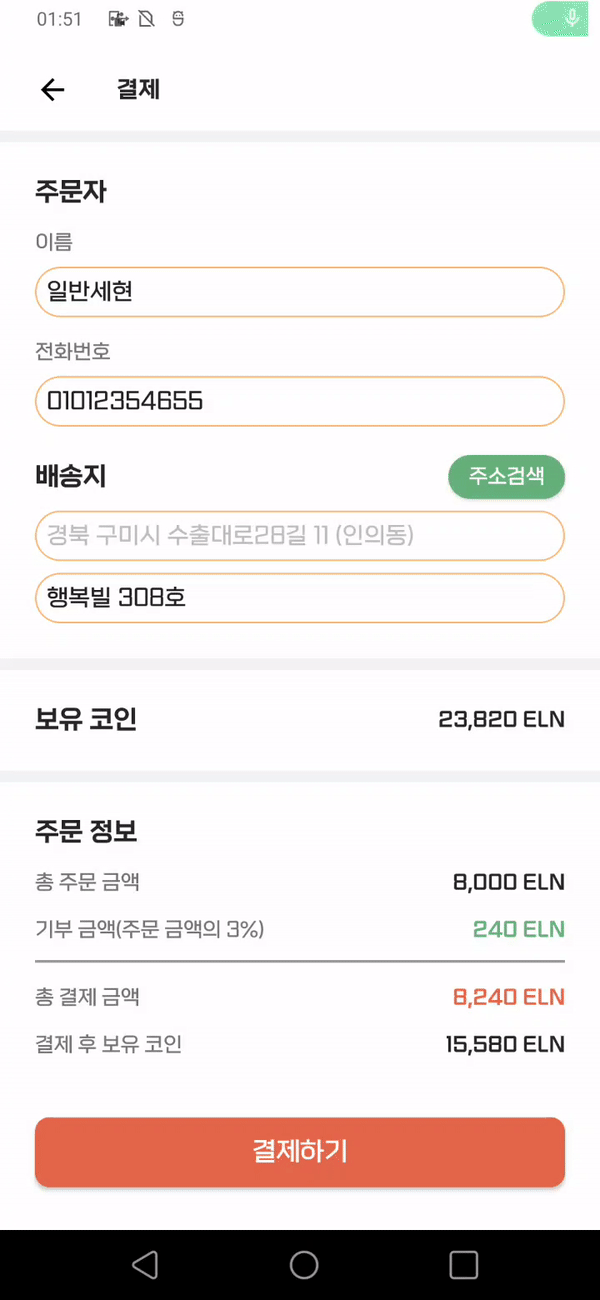 01:51
결제
주문자
이름
일반세현
전화번호
01012354655
배송지
주소검색
경북 구미시 수출대로28길 11 (인의동)
행복빌 308호
보유 코인
23,820 ELN
주문 정보
총 주문 금액
8,000 ELN
기부 금액(주문 금액의 3%)
240 ELN
총 결제 금액
8,240 ELN
결제 후 보유 코인
15,580 ELN
결제하기